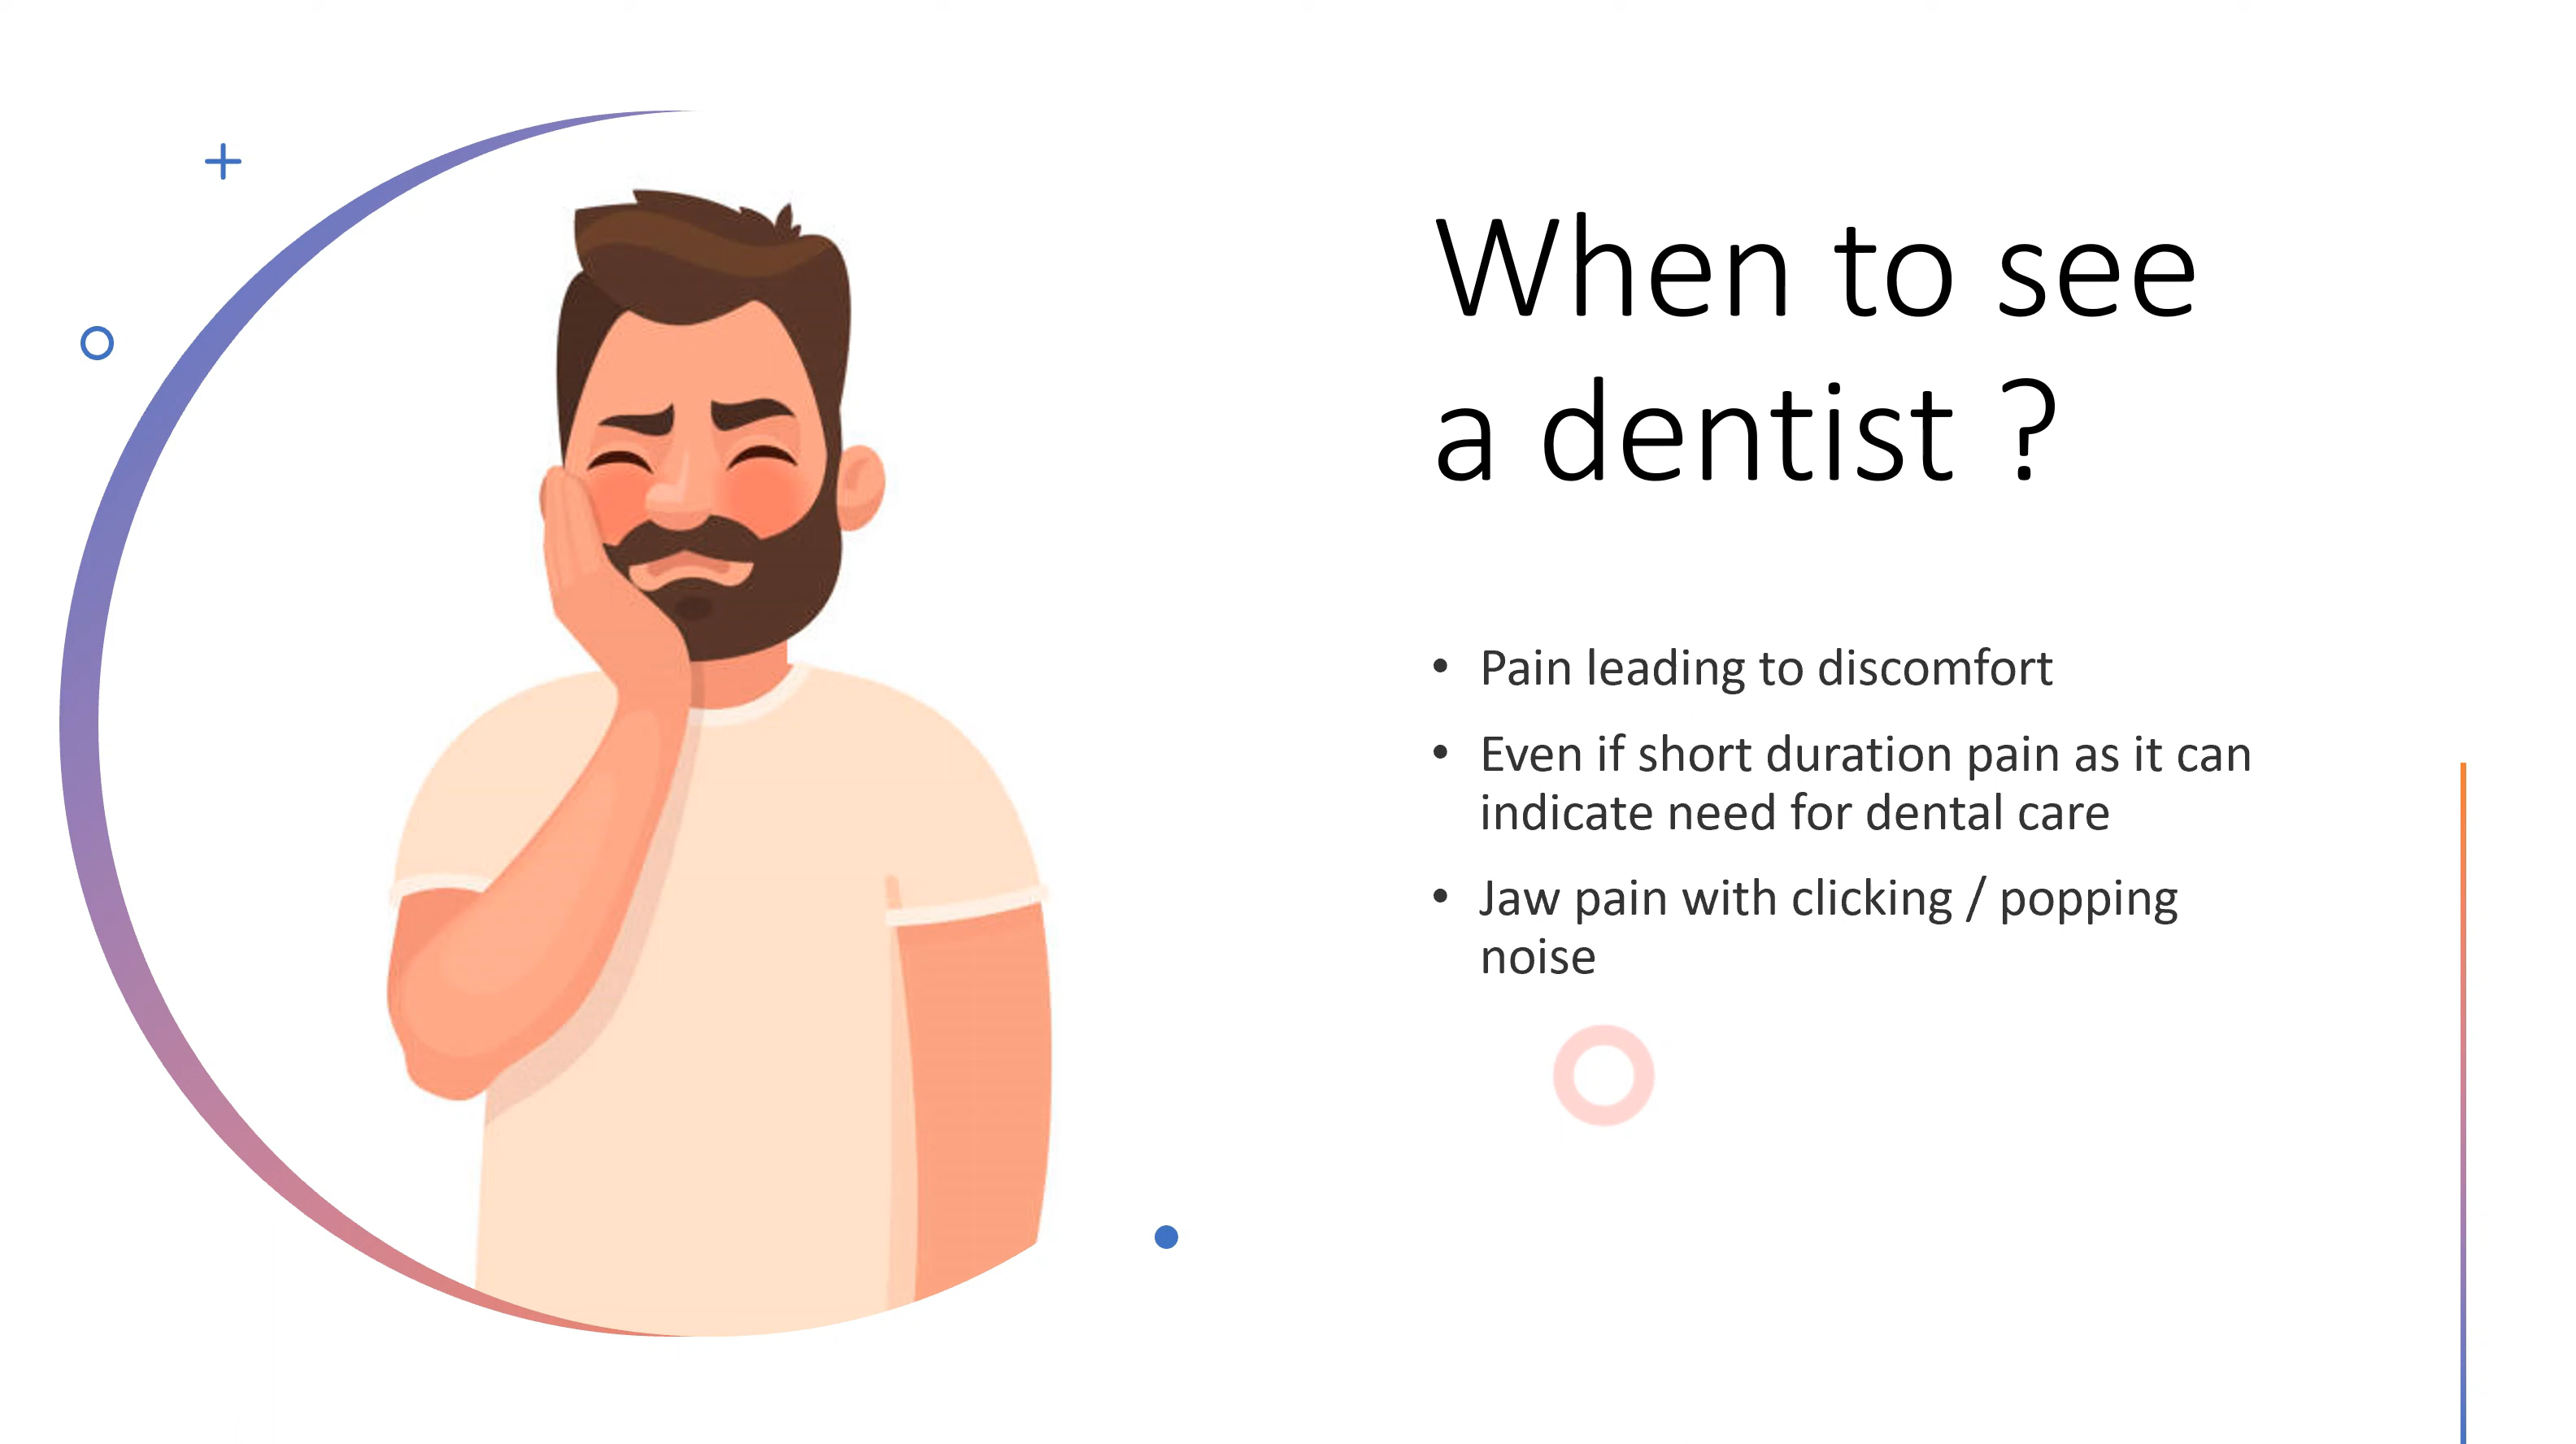 When to see
a dentist ?
• Pain leading to discomfort
• Even if short duration pain as it can
indicate need for dental care
• Jaw pain with clicking / popping
noise